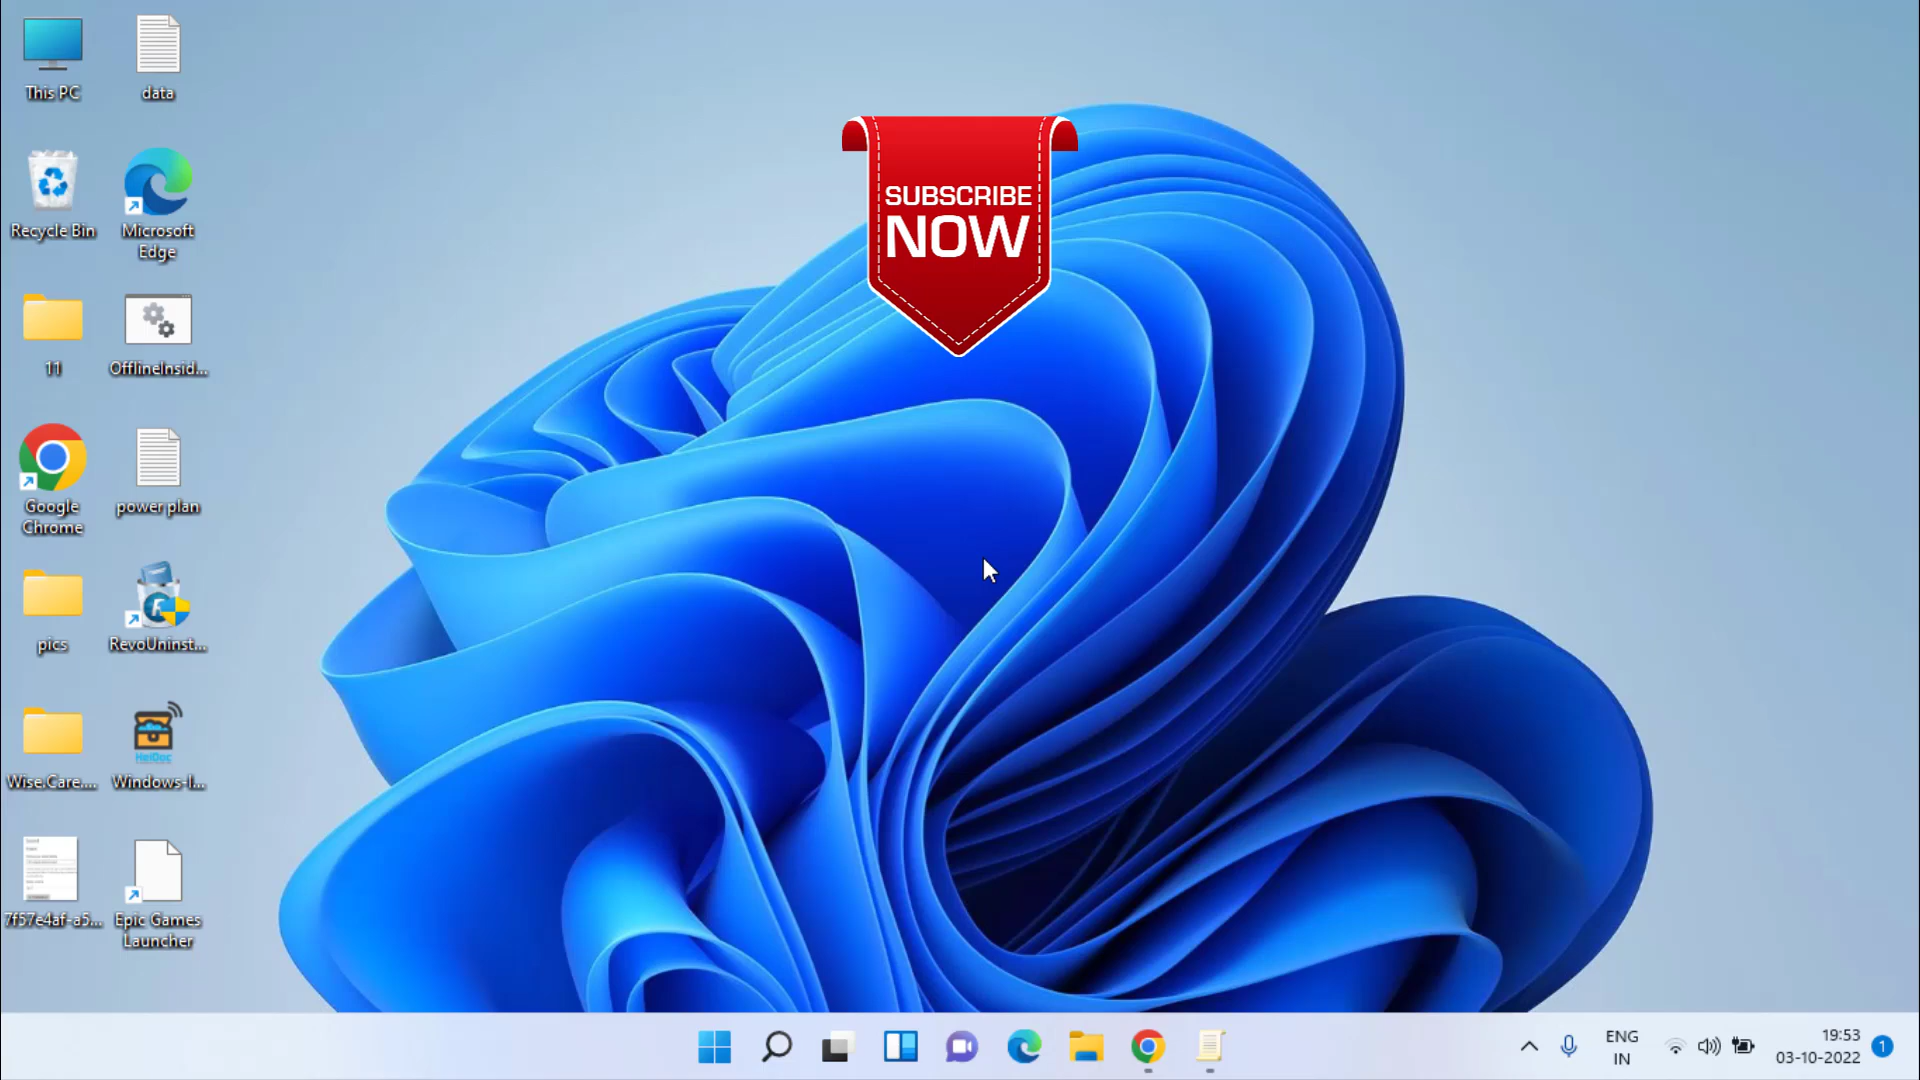 This PC
data
SUBSCRIBE
NOW
Recycle Bin
Microsoft
Edge
11
OfflineInsid...
Google
Chrome
power plan
pics
RevoUninst...
HeiDoc
Wise.Care....
Windows-I...
7f57e4af-a5...
Epic Games
Launcher
ENG
IN
19:53
03-10-2022
1